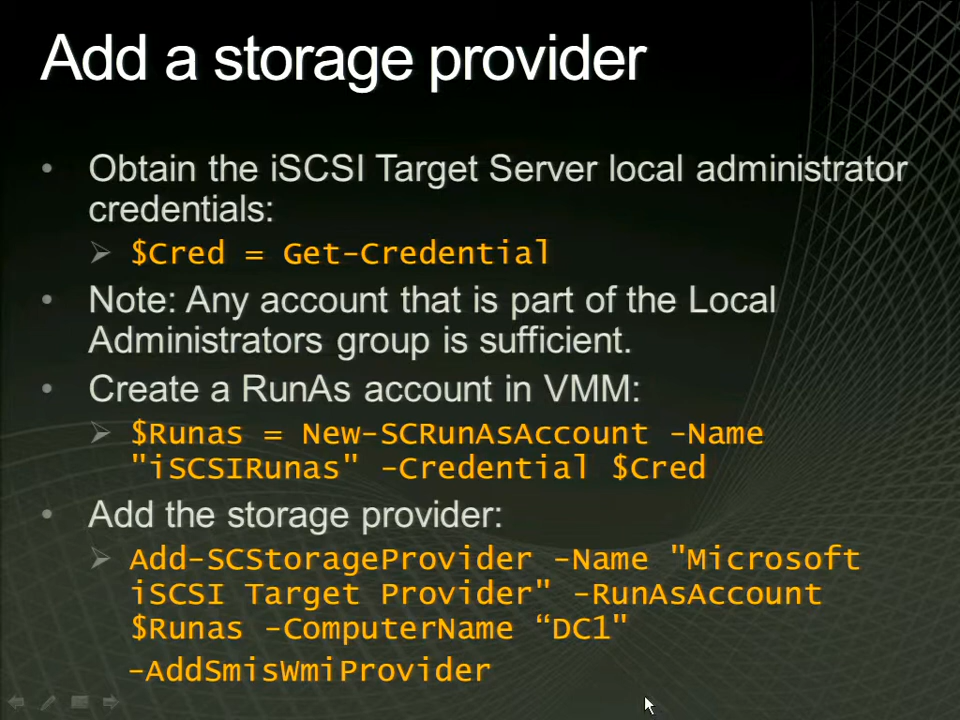 Add a storage provider
Obtain the iSCSI Target Server local administrator
credentials:
$Cred = Get-Credential
Note: Any account that is part of the Local
Administrators group is sufficient.
Create a RunAs account in VMM:
$Runas = New-SCRunAsAccount -Name
"iSCSIRunas" -Credential $Cred
Add the storage provider:
Add-SCStorageProvider -Name "Microsoft
iSCSI Target Provider" -RunAsAccount
$Runas -ComputerName “DC1"
-AddSmisWmiProvider